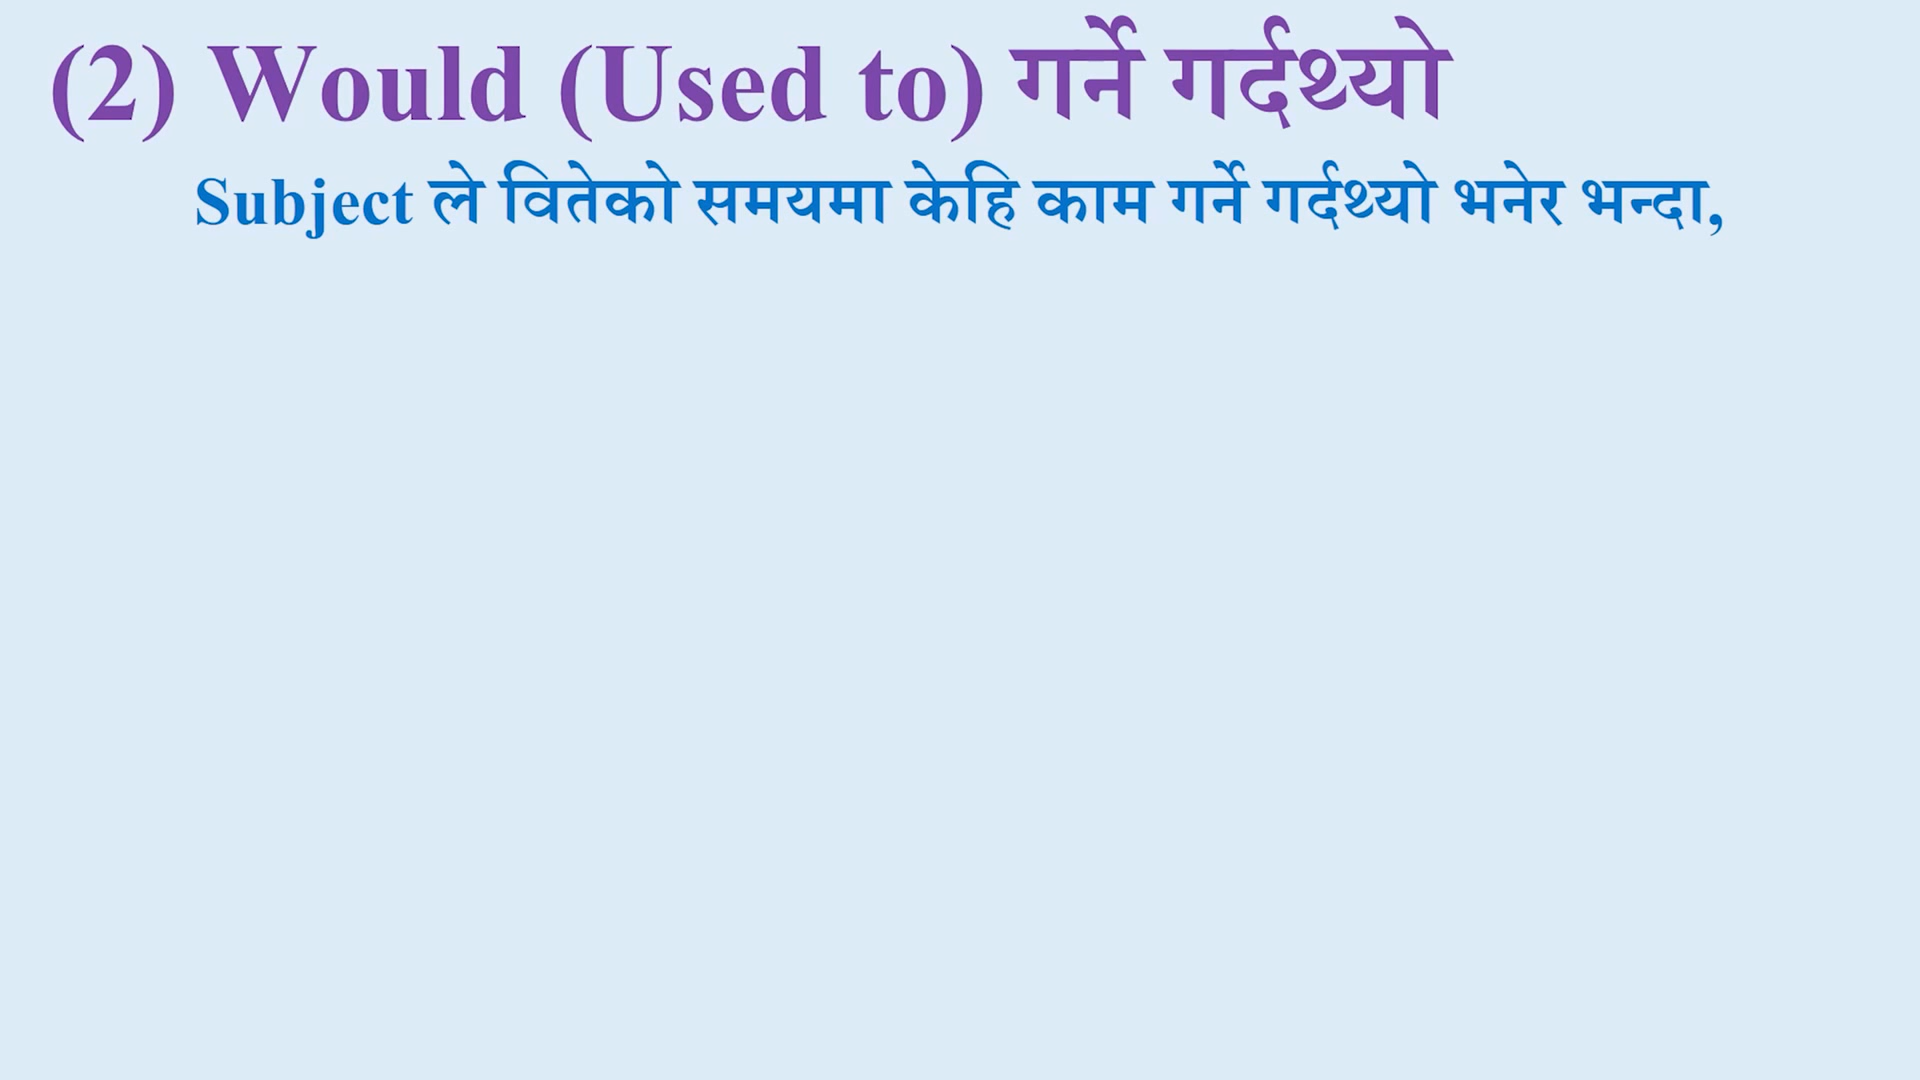 (2) Would (Used to) गर्ने गर्दथ्यो
Subject ले वितेको समयमा केहि काम गर्ने गर्दथ्यो भनेर भन्दा,